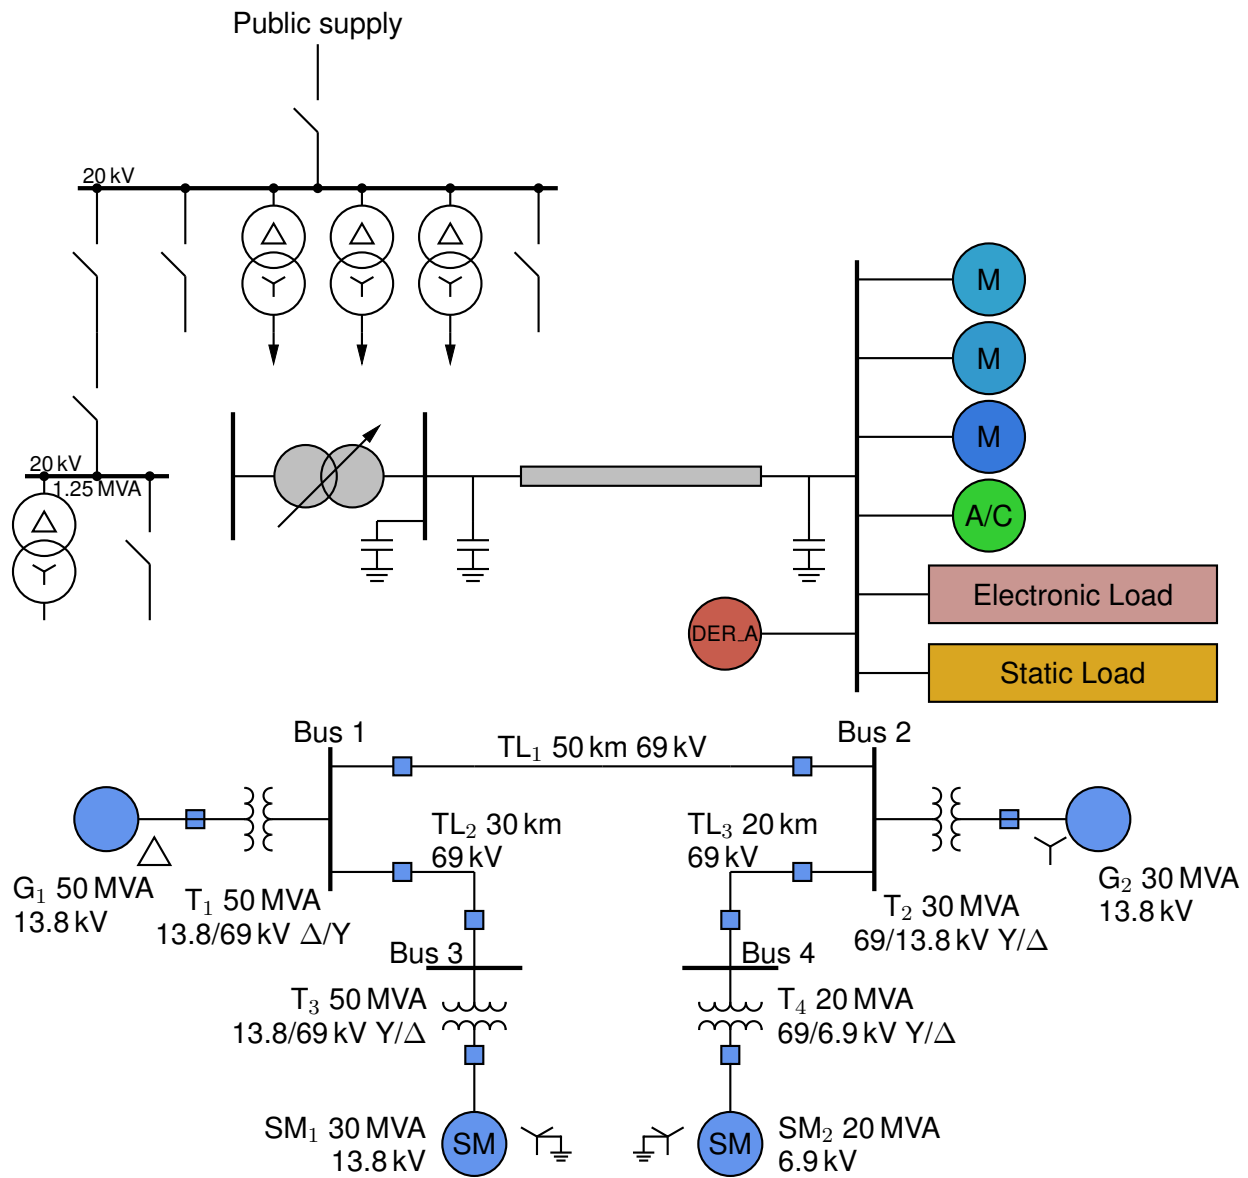 Public supply
20 kV
M
M
M
A/C
Electronic Load
Static Load
DER_A
20 kV
1.25 MVA
Bus 1
Bus 2
TL₁ 50 km 69 kV
TL₂ 30 km
69 kV
TL₃ 20 km
69 kV
G₁ 50 MVA
13.8 kV
T₁ 50 MVA
13.8/69 kV Δ/Y
T₂ 30 MVA
69/13.8 kV Y/Δ
G₂ 30 MVA
13.8 kV
Bus 3
Bus 4
T₃ 50 MVA
13.8/69 kV Y/Δ
T₄ 20 MVA
69/6.9 kV Y/Δ
SM₁ 30 MVA
13.8 kV
SM
SM
SM₂ 20 MVA
6.9 kV